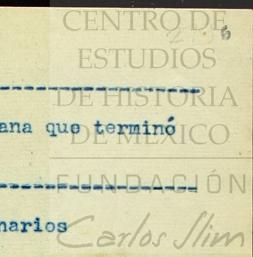 CENTRO DE
ESTUDIOS
DE HISTORIA
ana que terminó
DE MÉXICO
FUNDACIÓN
narios
Carlos Slim